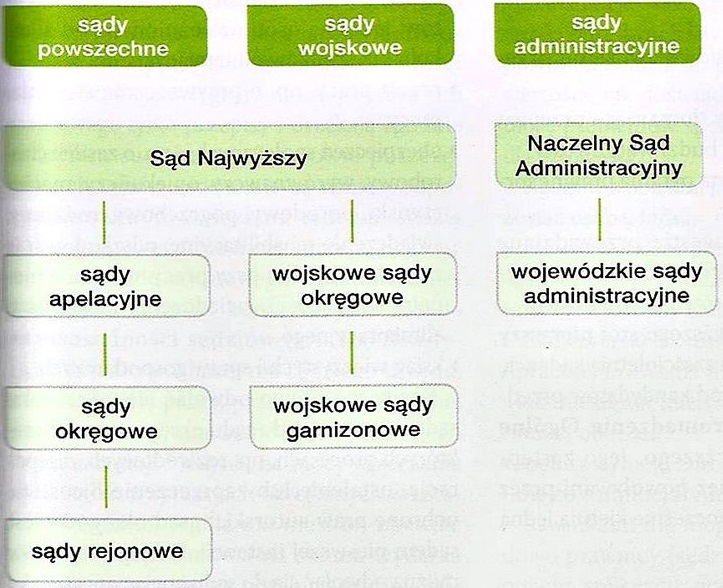 sądy
powszechne
sądy
wojskowe
sądy
administracyjne
Sąd Najwyższy
Naczelny Sąd
Administracyjny
sądy
apelacyjne
wojskowe sądy
okręgowe
wojewódzkie sądy
administracyjne
sądy
okręgowe
wojskowe sądy
garnizonowe
sądy rejonowe